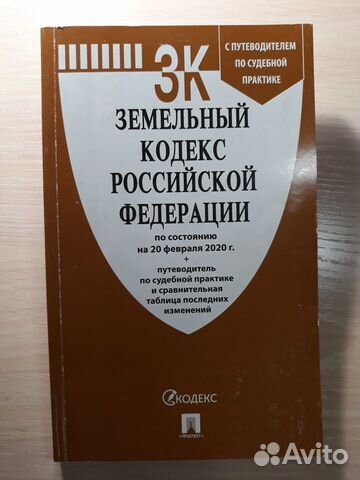 С ПУТЕВОДИТЕЛЕМ
ПО СУДЕБНОЙ
ПРАКТИКЕ
ЗК
ЗЕМЕЛЬНЫЙ
КОДЕКС
РОССИЙСКОЙ
ФЕДЕРАЦИИ
по состоянию
на 20 февраля 2020 г.
+
путеводитель
по судебной практике
и сравнительная
таблица последних
изменений
КОДЕКС
ПРОСПЕКТ
Avito